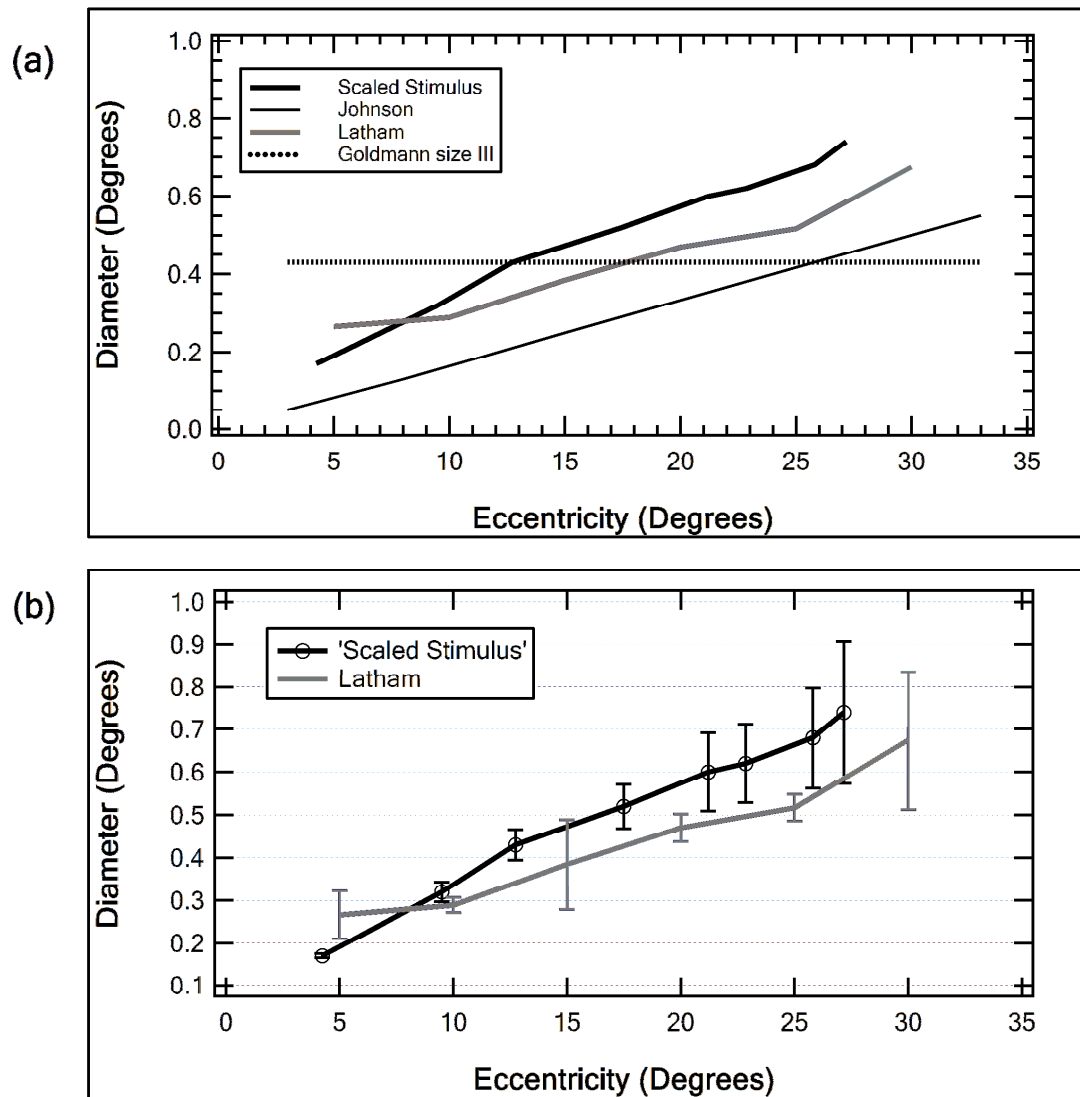 (a)
1.0
0.8
0.6
0.4
0.2
0.0
Diameter (Degrees)
Scaled Stimulus
Johnson
Latham
Goldmann size III
0 5 10 15 20 25 30 35
Eccentricity (Degrees)
(b)
1.0
0.9
0.8
0.7
0.6
0.5
0.4
0.3
0.2
0.1
Diameter (Degrees)
'Scaled Stimulus'
Latham
0 5 10 15 20 25 30 35
Eccentricity (Degrees)